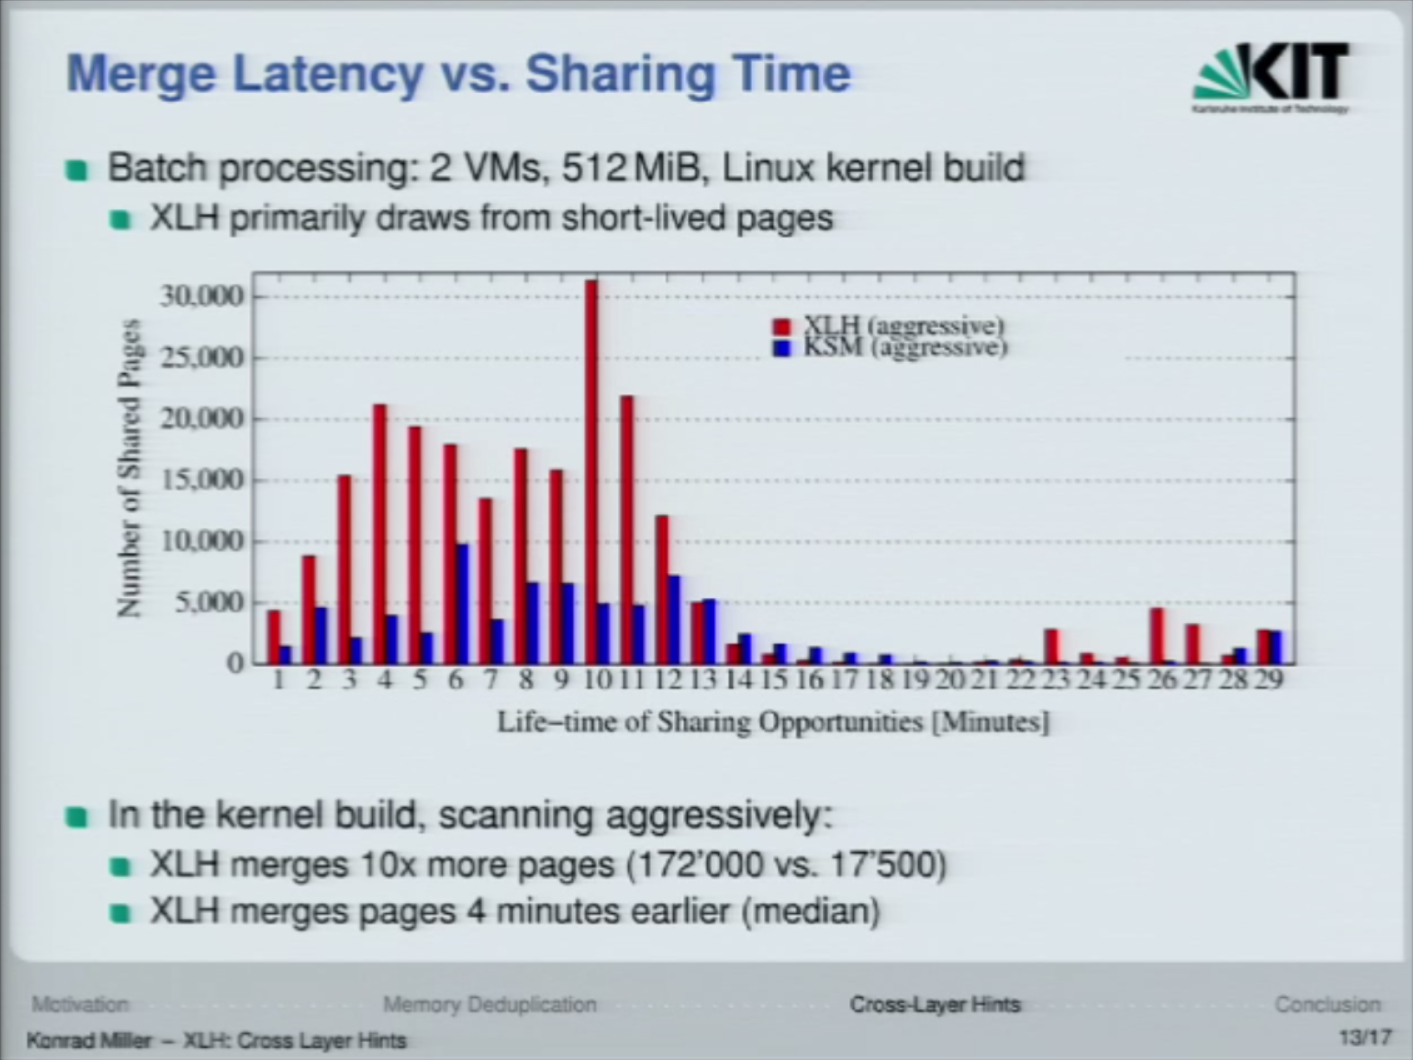 Merge Latency vs. Sharing Time
KIT
Karlsruhe Institute of Technology
Batch processing: 2 VMs, 512 MiB, Linux kernel build
XLH primarily draws from short-lived pages
Number of Shared Pages
30,000
25,000
20,000
15,000
10,000
5,000
0
XLH (aggressive)
KSM (aggressive)
1 2 3 4 5 6 7 8 9 10 11 12 13 14 15 16 17 18 19 20 21 22 23 24 25 26 27 28 29
Life-time of Sharing Opportunities [Minutes]
In the kernel build, scanning aggressively:
XLH merges 10x more pages (172'000 vs. 17'500)
XLH merges pages 4 minutes earlier (median)
Motivation Memory Deduplication Cross-Layer Hints Conclusion
Konrad Miller – XLH: Cross Layer Hints 13/17